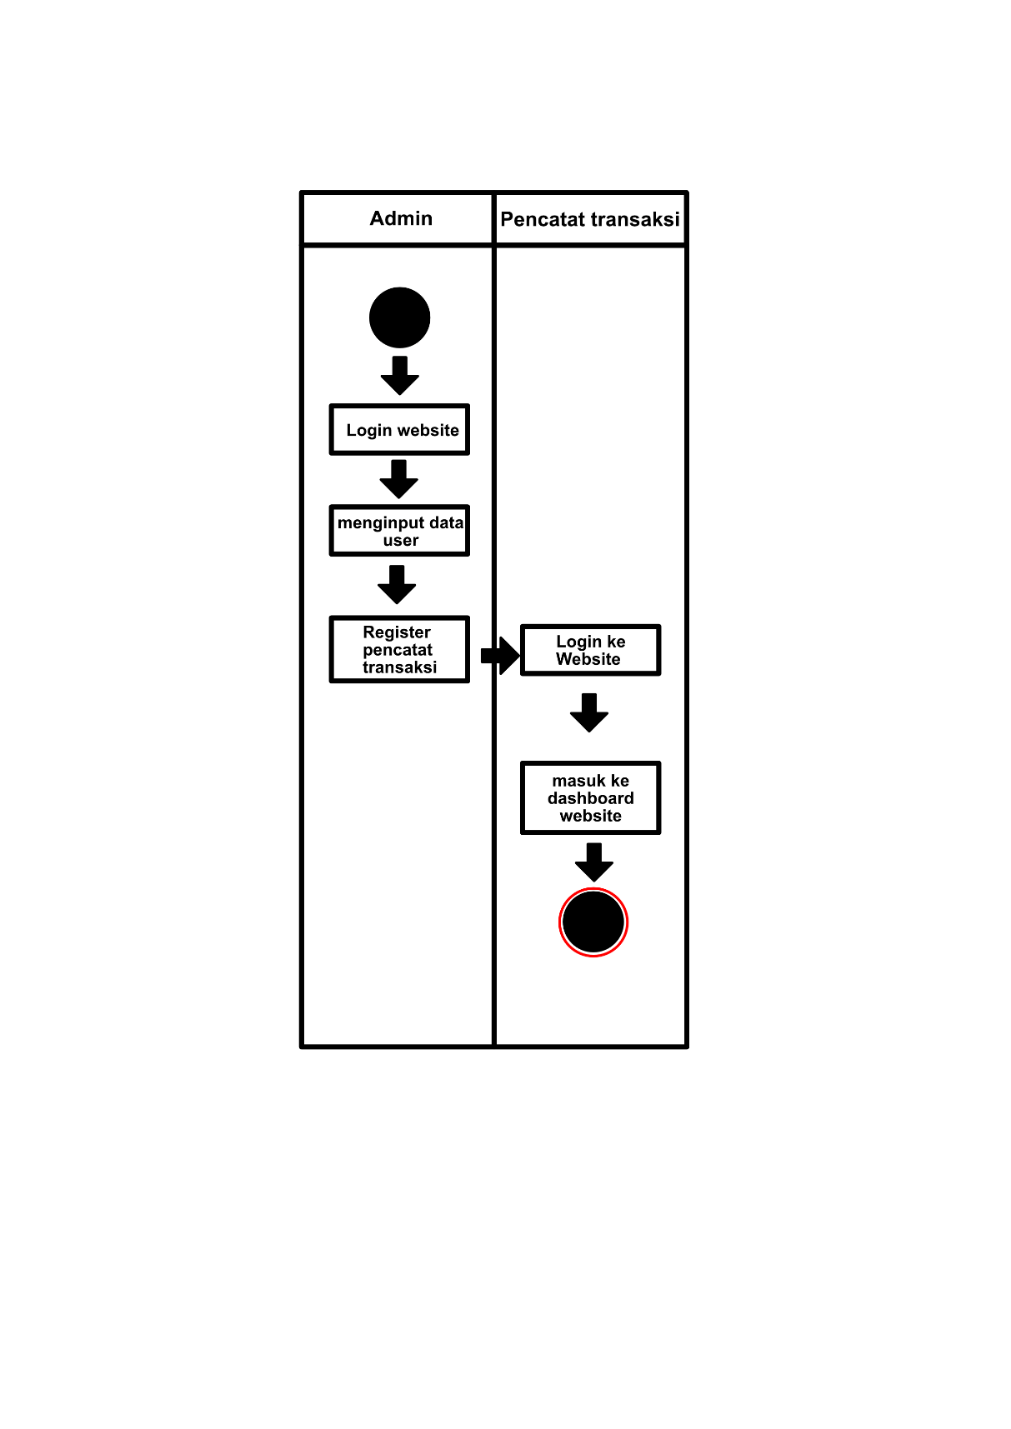 Admin
Pencatat transaksi
Login website
menginput data
user
Register
pencatat
transaksi
Login ke
Website
masuk ke
dashboard
website